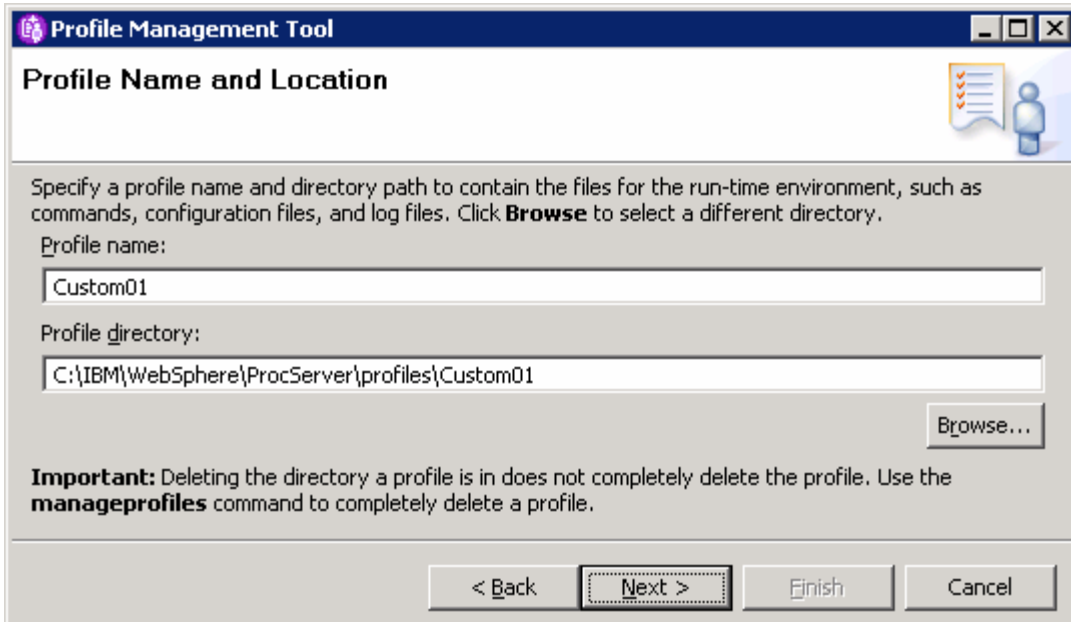 Profile Management Tool
Profile Name and Location
Specify a profile name and directory path to contain the files for the run-time environment, such as
commands, configuration files, and log files. Click Browse to select a different directory.
Profile name:
Custom01
Profile directory:
C:\IBM\WebSphere\ProcServer\profiles\Custom01
Browse...
Important: Deleting the directory a profile is in does not completely delete the profile. Use the
manageprofiles command to completely delete a profile.
< Back Next > Finish Cancel